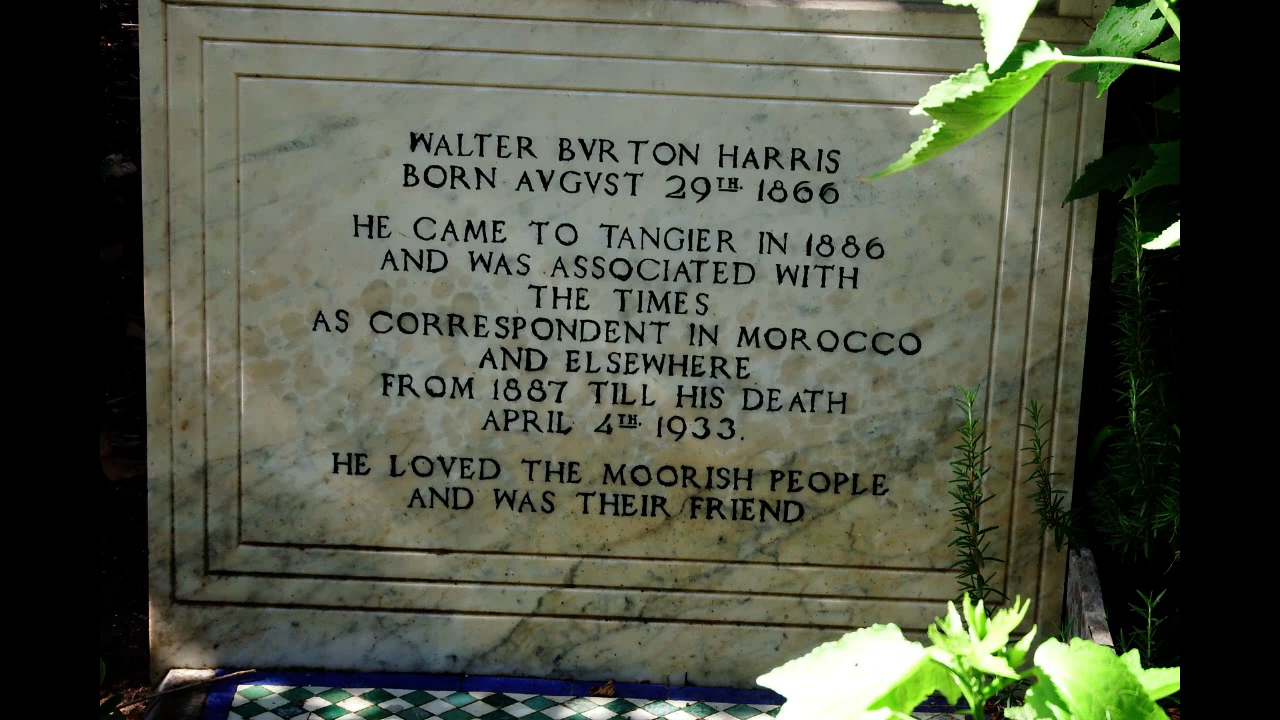 WALTER BVRTON HARRIS
BORN AVGVST 29TH. 1866
HE CAME TO TANGIER IN 1886
AND WAS ASSOCIATED WITH
THE TIMES
AS CORRESPONDENT IN MOROCCO
AND ELSEWHERE
FROM 1887 TILL HIS DEATH
APRIL 4TH. 1933.
HE LOVED THE MOORISH PEOPLE
AND WAS THEIR FRIEND